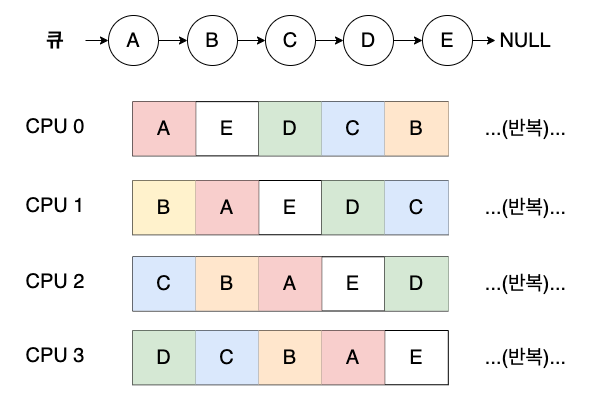 큐 A B C D E NULL
CPU 0 A E D C B ...(반복)...
CPU 1 B A E D C ...(반복)...
CPU 2 C B A E D ...(반복)...
CPU 3 D C B A E ...(반복)...